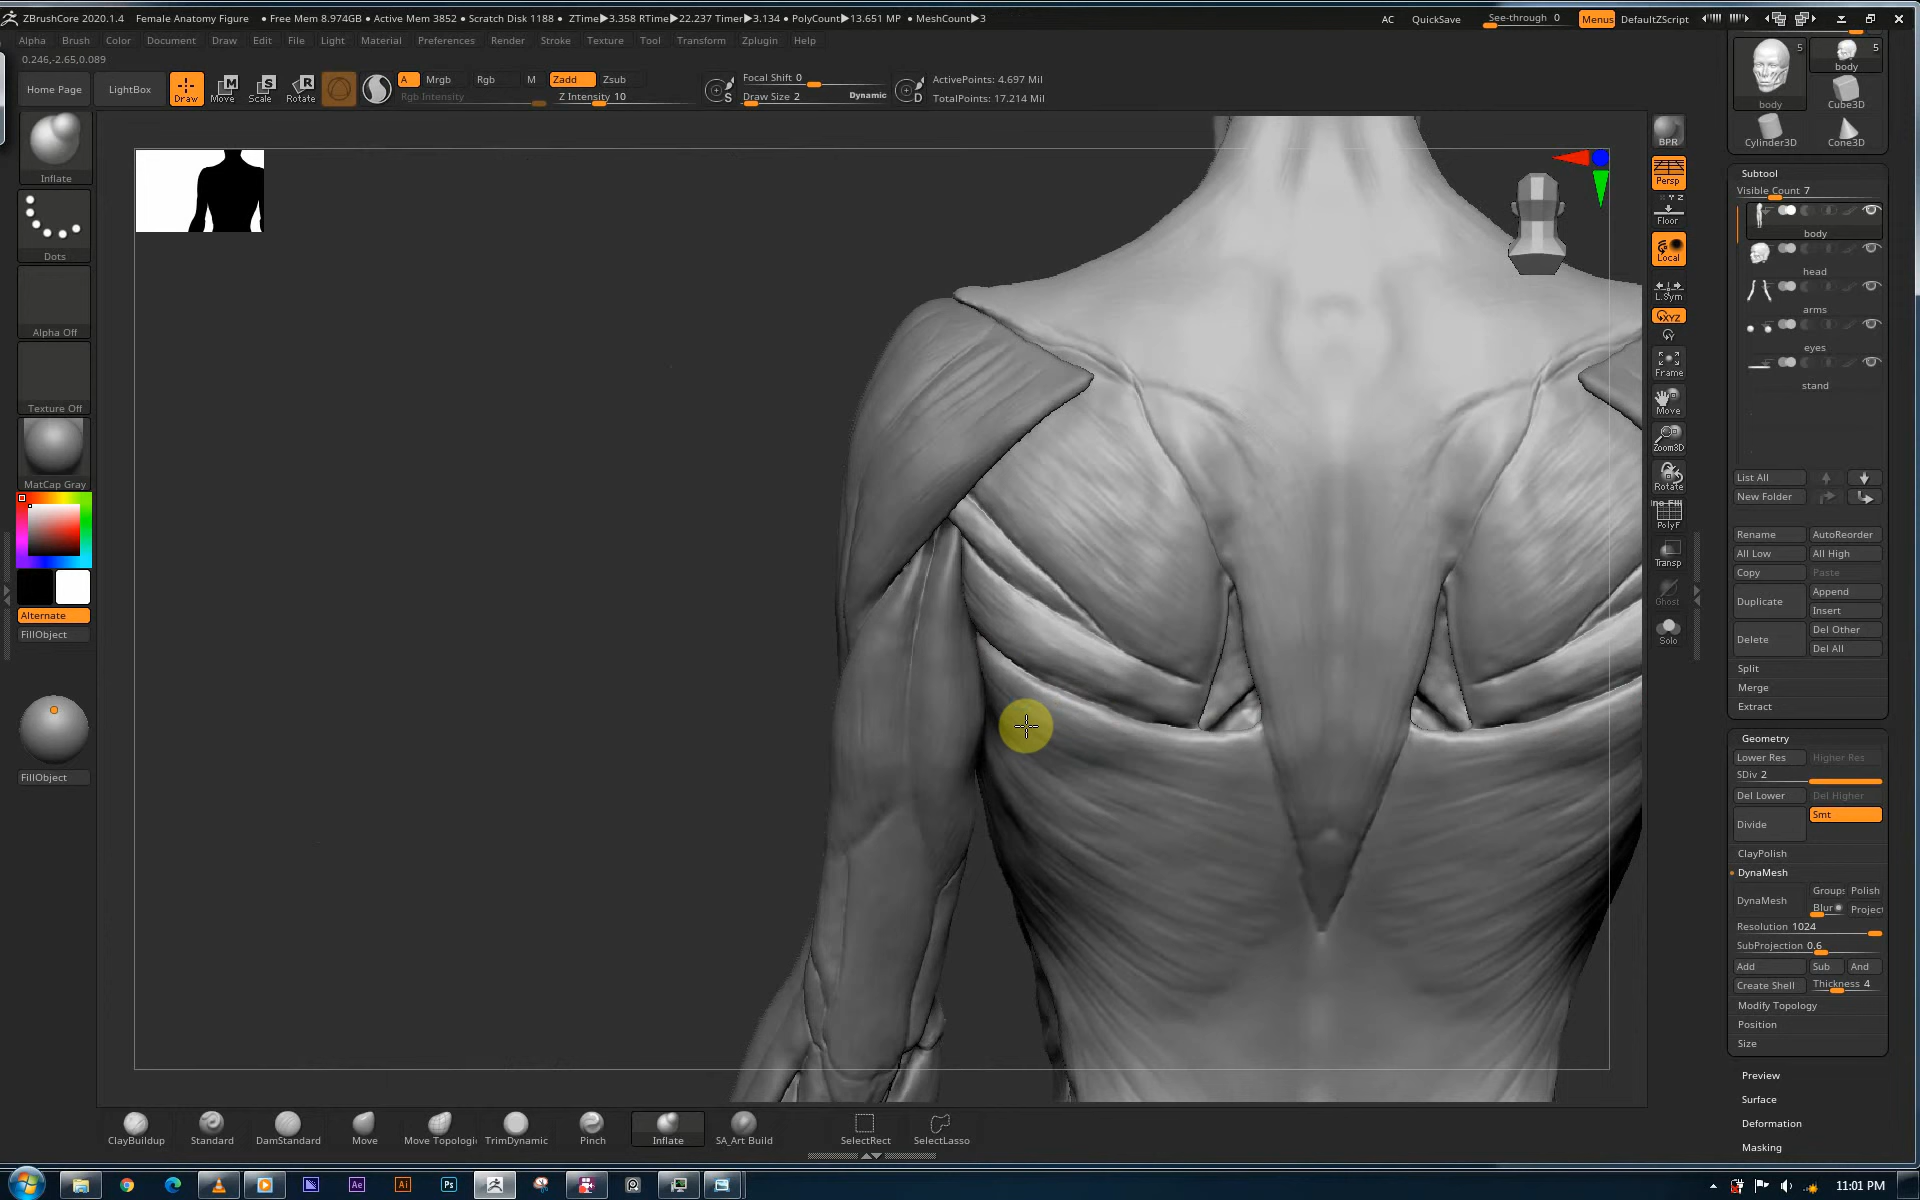 ZBrushCore 2020.1.4 Female Anatomy Figure • Free Mem 8.974GB • Active Mem 3852 • Scratch Disk 1188 • ZTime▶3.358 RTime▶22.237 Timer▶3.134 • PolyCount▶13.651 MP • MeshCount▶3 AC QuickSave See-through 0 Menus DefaultZScript
Alpha Brush Color Document Draw Edit File Light Material Preferences Render Stroke Texture Tool Transform Zplugin Help
0.246,-2.65,0.089
Home Page LightBox Draw Move Scale Rotate
A Mrgb Rgb M Zadd Zsub
Rgb Intensity Z Intensity 10
Focal Shift 0
Draw Size 2 Dynamic
ActivePoints: 4.697 Mil
TotalPoints: 17.214 Mil
Inflate
Dots
Alpha Off
Texture Off
MatCap Gray
Alternate
FillObject
FillObject
BPR
Persp
Floor
Local
L.Sym
XYZ
Frame
Move
Zoom3D
Rotate
PolyF
Transp
Ghost
Solo
5 5
body
body Cube3D
Cylinder3D Cone3D
Subtool
Visible Count 7
body
head
arms
eyes
stand
List All
New Folder
Rename AutoReorder
All Low All High
Copy Paste
Duplicate Append
Insert
Delete Del Other
Del All
Split
Merge
Extract
Geometry
Lower Res Higher Res
SDiv 2
Del Lower Del Higher
Divide Smt
ClayPolish
DynaMesh
DynaMesh Groups Polish
Blur Project
Resolution 1024
SubProjection 0.6
Add Sub And
Create Shell Thickness 4
Modify Topology
Position
Size
Preview
Surface
Deformation
Masking
ClayBuildup Standard DamStandard Move Move Topologi TrimDynamic Pinch Inflate SA_Art Build SelectRect SelectLasso
Ae Ai Ps 11:01 PM